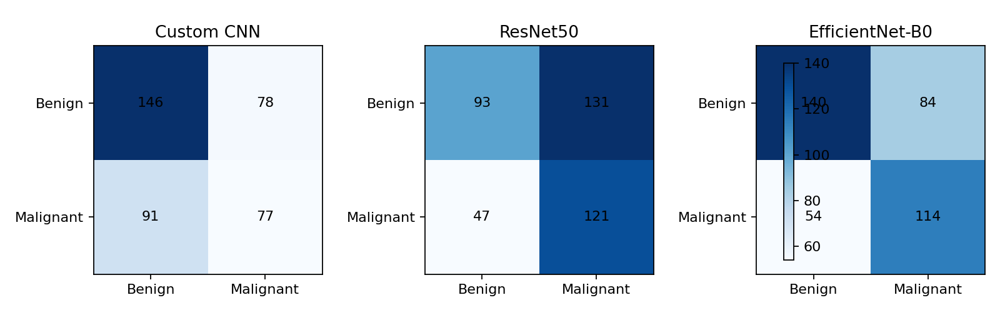 Custom CNN
Benign 146 78
Malignant 91 77
Benign Malignant
ResNet50
Benign 93 131
Malignant 47 121
Benign Malignant
EfficientNet-B0
Benign 140 84
Malignant 54 114
Benign Malignant
140
120
100
80
60